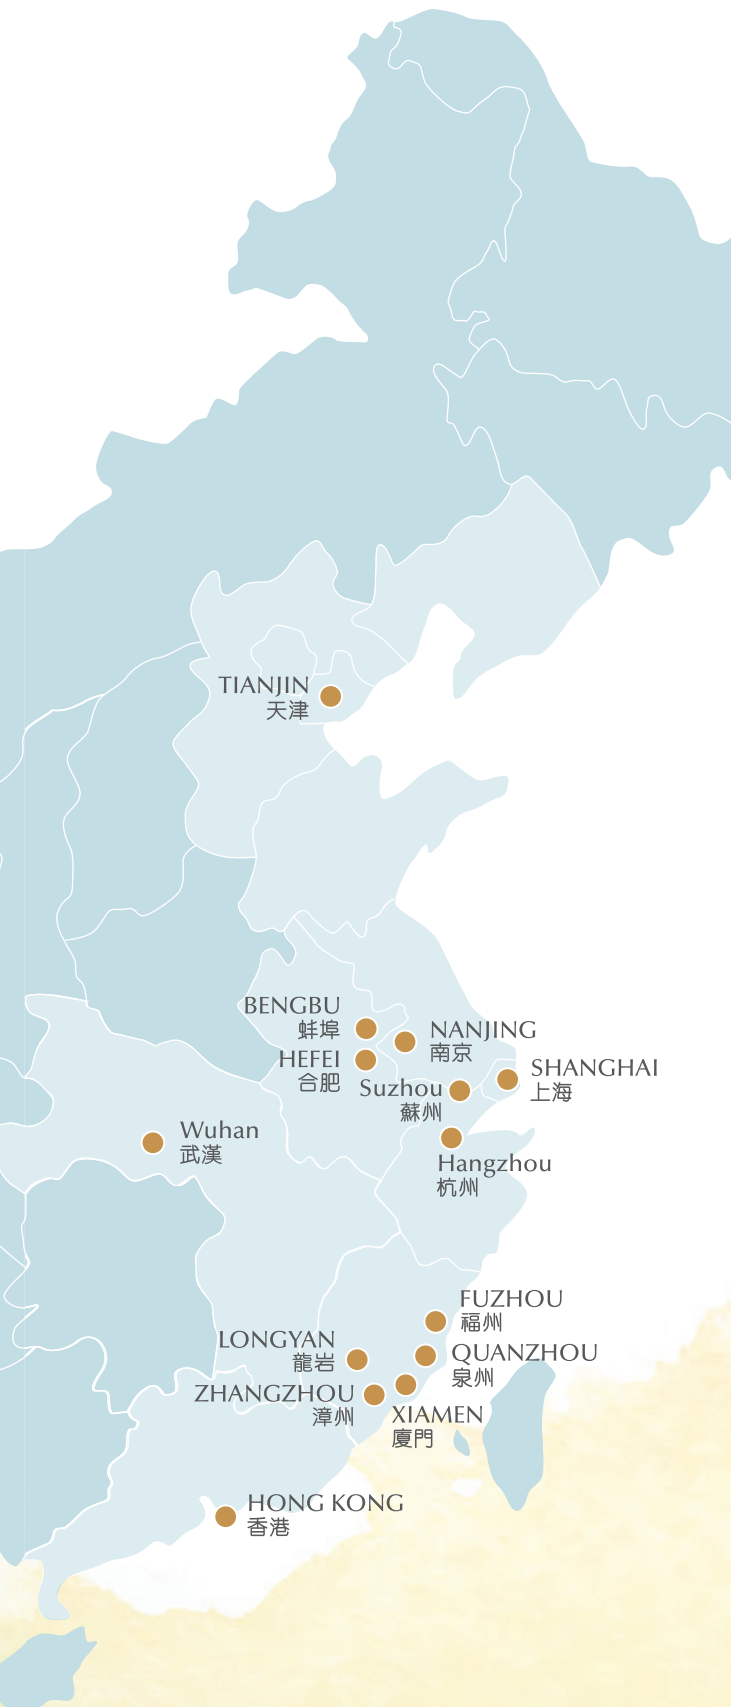 TIANJIN
天津
BENGBU
蚌埠
NANJING
南京
HEFEI
合肥
SHANGHAI
上海
Suzhou
蘇州
Wuhan
武漢
Hangzhou
杭州
FUZHOU
福州
LONGYAN
龍岩
QUANZHOU
泉州
ZHANGZHOU
漳州
XIAMEN
廈門
HONG KONG
香港